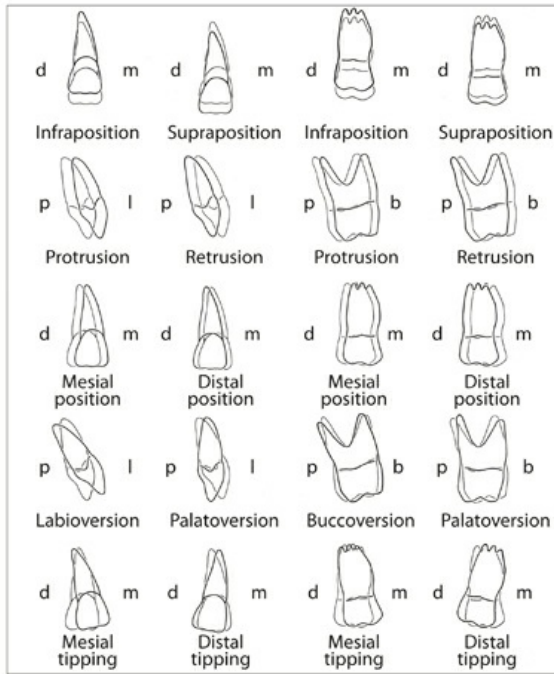 d m d m d m d m
Infraposition Supraposition Infraposition Supraposition
p l p l p b p b
Protrusion Retrusion Protrusion Retrusion
d m d m d m d m
Mesial position Distal position Mesial position Distal position
p l p l p b p b
Labioversion Palatoversion Buccoversion Palatoversion
d m d m d m d m
Mesial tipping Distal tipping Mesial tipping Distal tipping